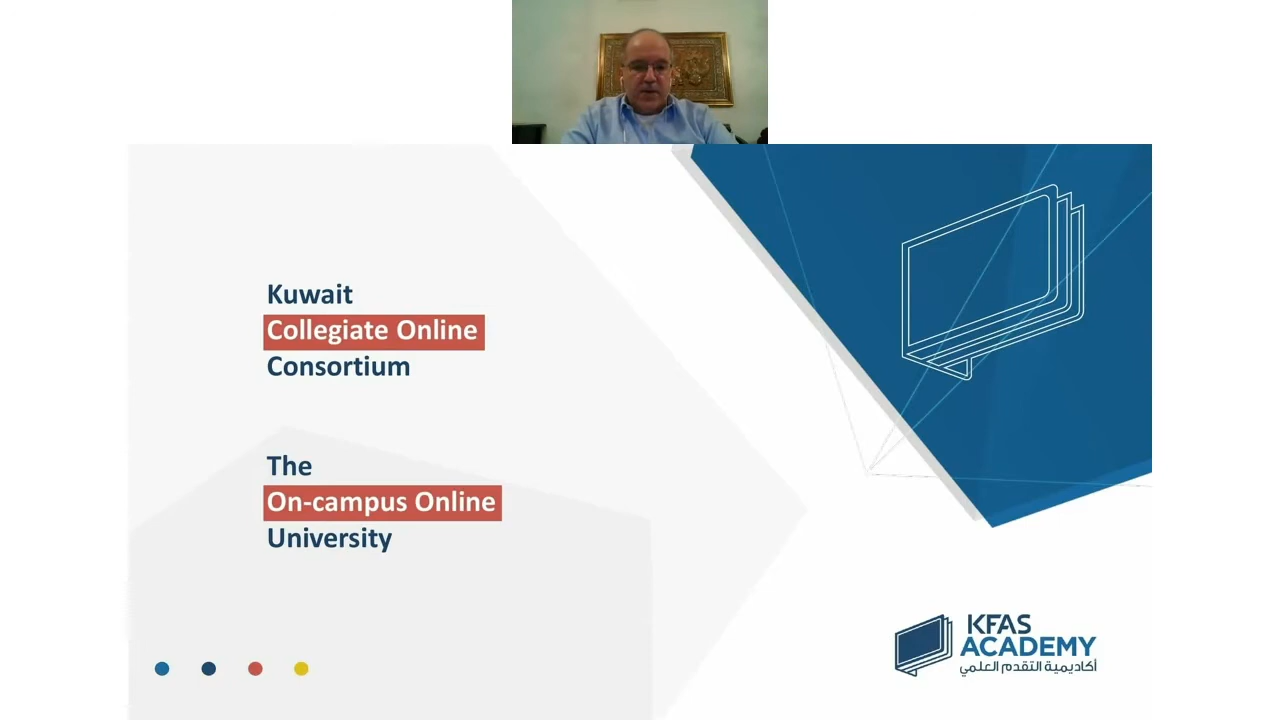 Kuwait
Collegiate Online
Consortium
The
On-campus Online
University
KFAS
ACADEMY
أكاديمية التقدم العلمي